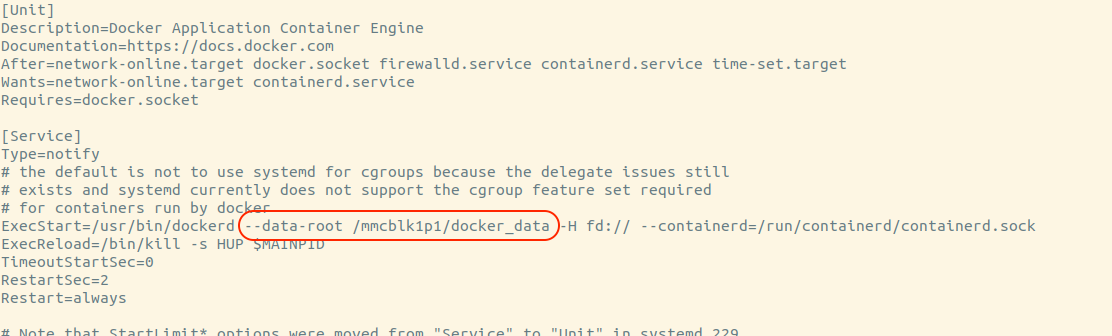 [Unit]
Description=Docker Application Container Engine
Documentation=https://docs.docker.com
After=network-online.target docker.socket firewalld.service containerd.service time-set.target
Wants=network-online.target containerd.service
Requires=docker.socket
[Service]
Type=notify
# the default is not to use systemd for cgroups because the delegate issues still
# exists and systemd currently does not support the cgroup feature set required
# for containers run by docker
ExecStart=/usr/bin/dockerd --data-root /mmcblk1p1/docker_data -H fd:// --containerd=/run/containerd/containerd.sock
ExecReload=/bin/kill -s HUP $MAINPID
TimeoutStartSec=0
RestartSec=2
Restart=always
# Note that StartLimit* options were moved from "Service" to "Unit" in systemd 229.